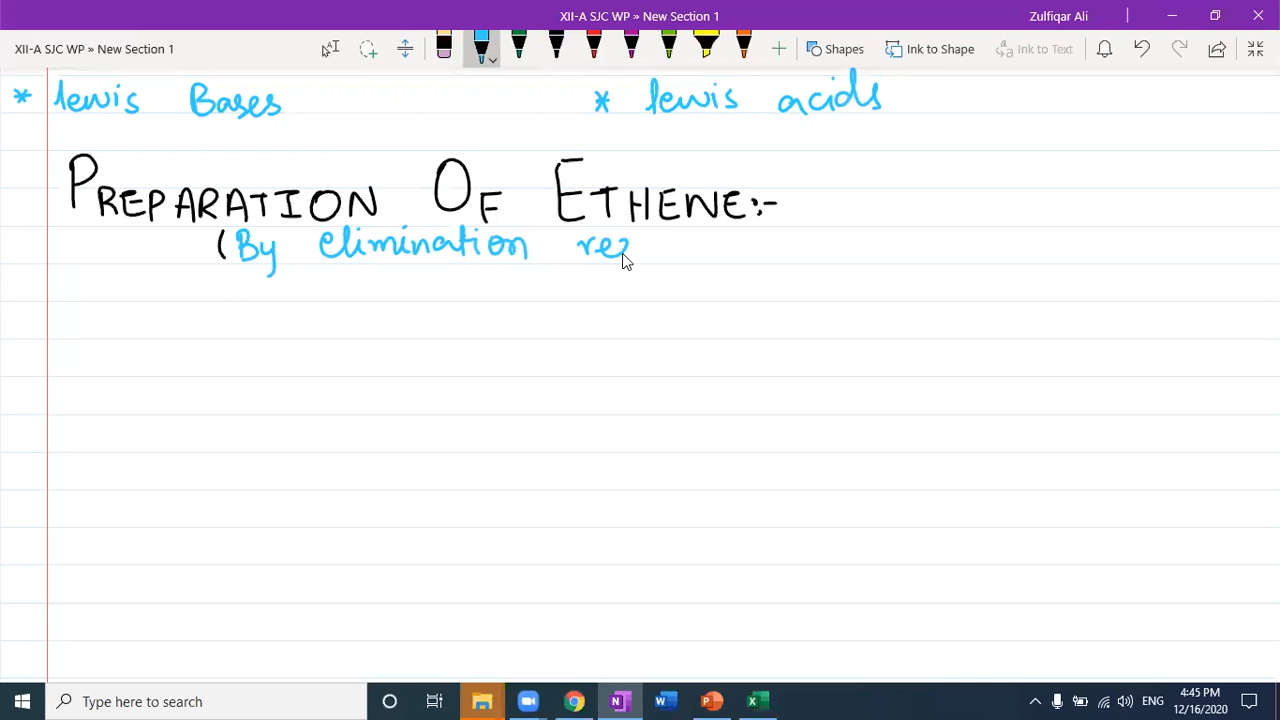 XII-A SJC WP » New Section 1
Zulfiqar Ali
XII-A SJC WP » New Section 1
Shapes
Ink to Shape
Ink to Text
* lewis Bases
* lewis acids
PREPARATION OF ETHENE:-
(By elimination rea
Type here to search
ENG
4:45 PM
12/16/2020